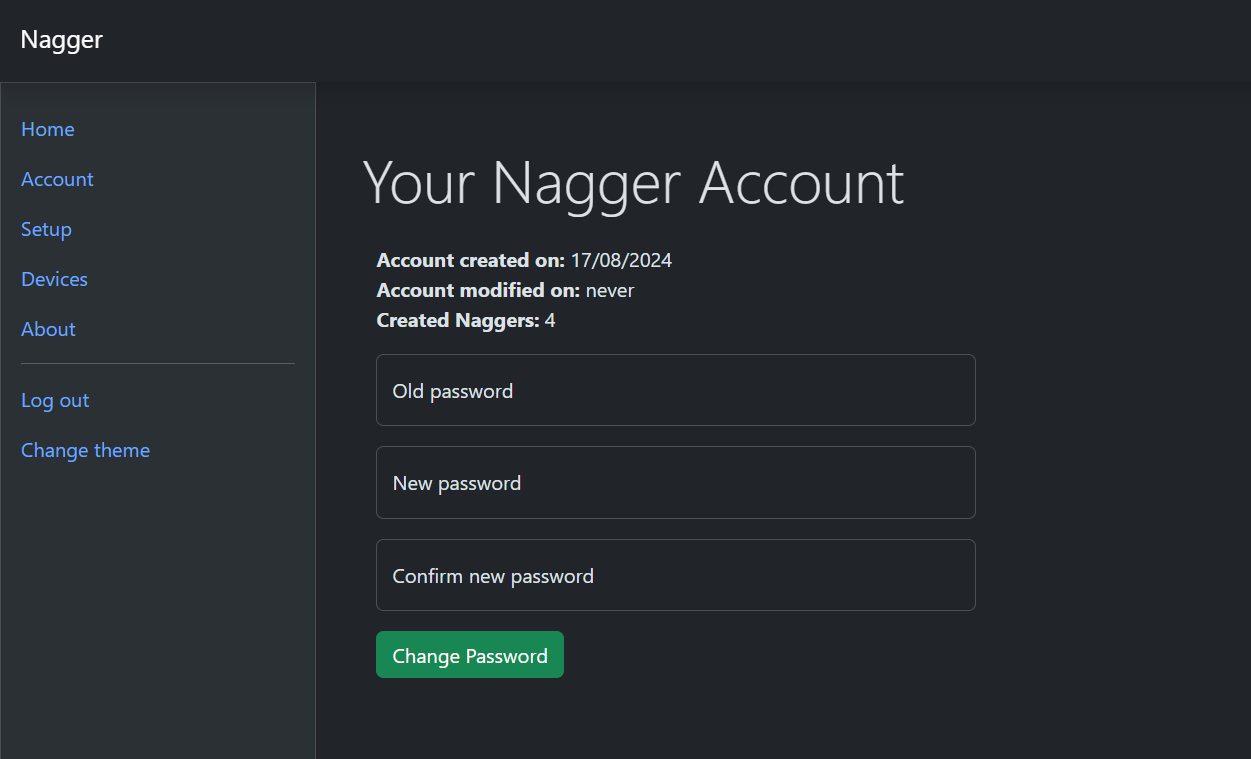 Nagger
Home
Account
Setup
Devices
About
Log out
Change theme
Your Nagger Account
Account created on: 17/08/2024
Account modified on: never
Created Naggers: 4
Old password
New password
Confirm new password
Change Password